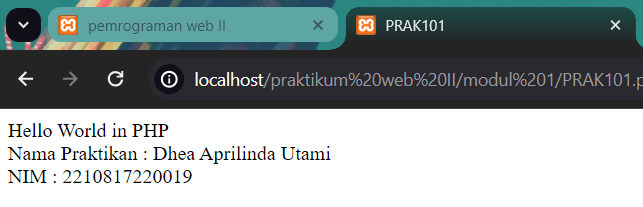 pemrograman web II
PRAK101
localhost/praktikum%20web%20II/modul%201/PRAK101.p
Hello World in PHP
Nama Praktikan : Dhea Aprilinda Utami
NIM : 2210817220019